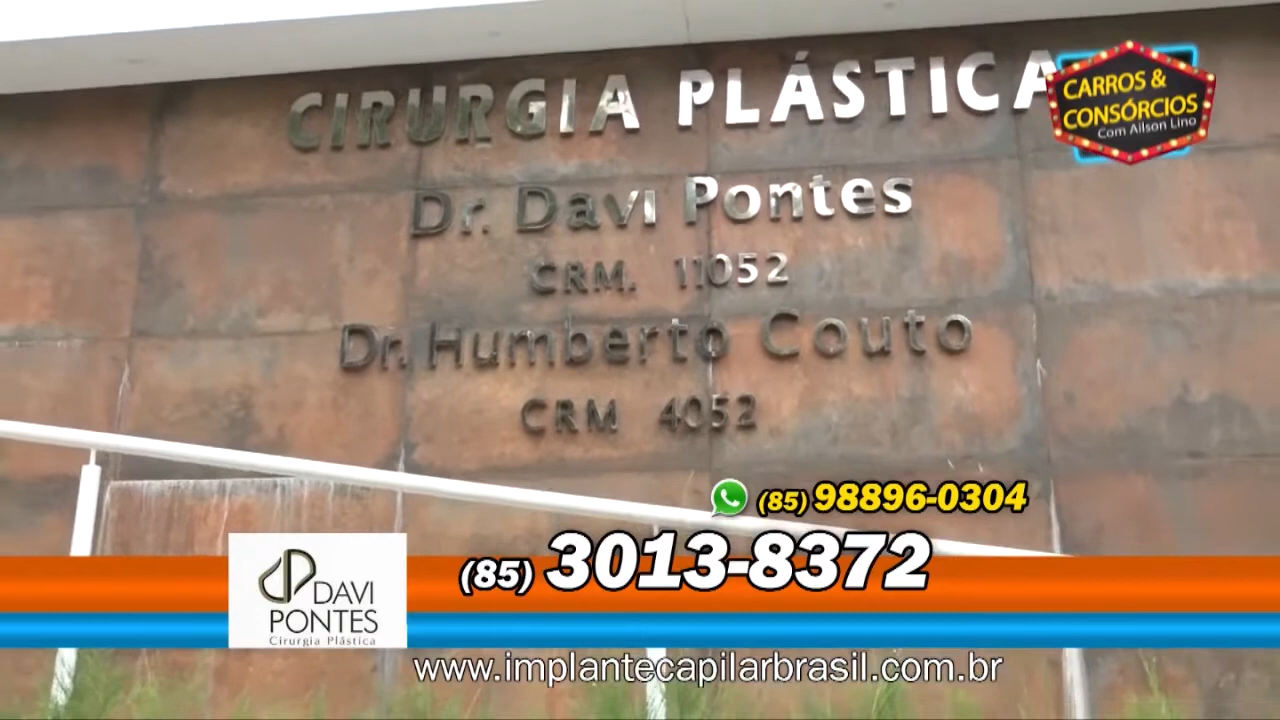 CIRURGIA PLÁSTICA
CARROS &
CONSÓRCIOS
Com Ailson Lino
Dr. Davi Pontes
CRM. 11052
Dr. Humberto Couto
CRM 4052
(85) 98896-0304
(85) 3013-8372
DAVI
PONTES
Cirurgia Plástica
www.implantecapilarbrasil.com.br